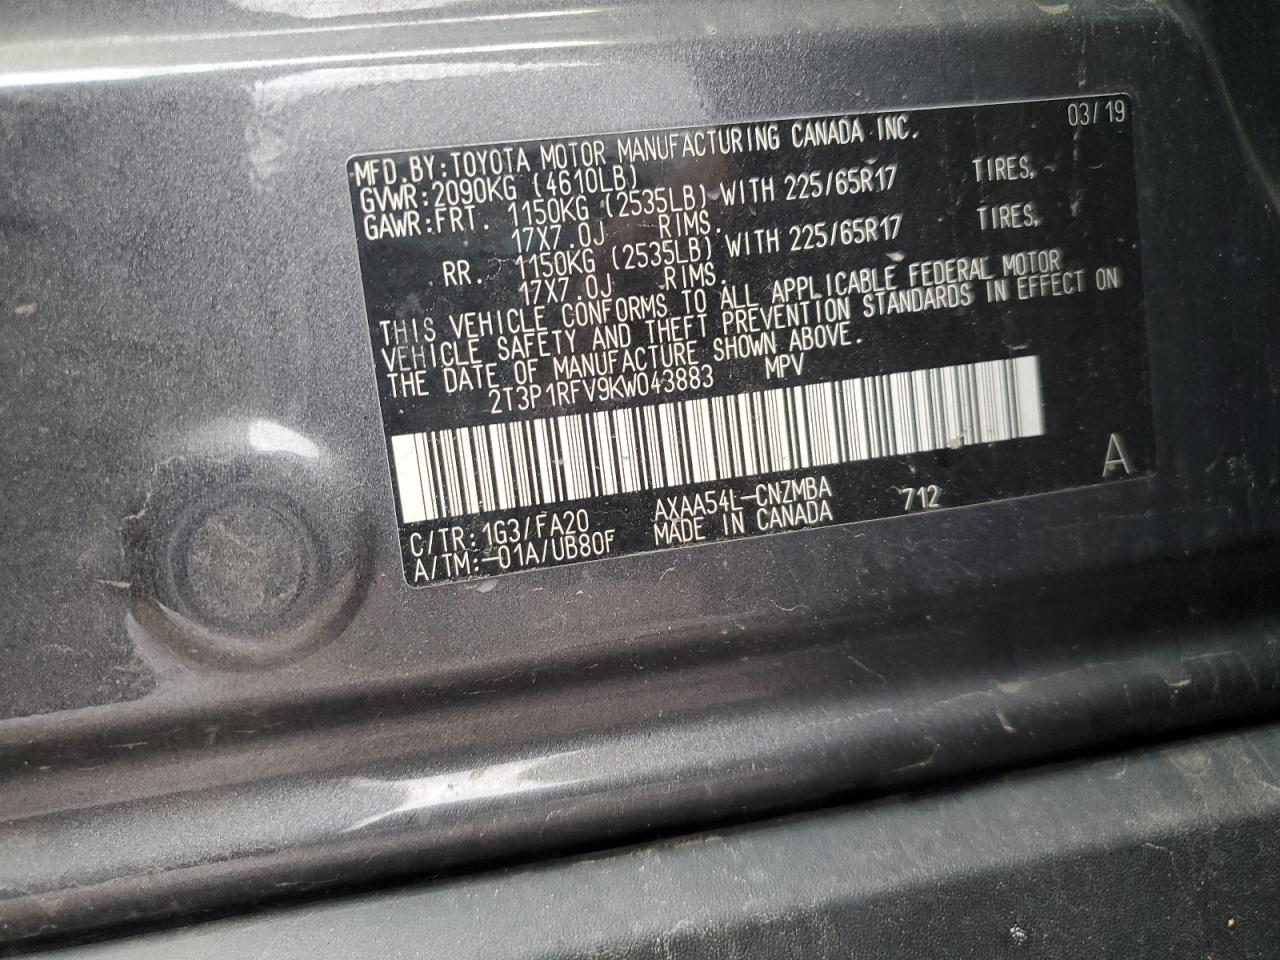 03/19
MFD.BY:TOYOTA MOTOR MANUFACTURING CANADA INC.
GVWR:2090KG (4610LB)
GAWR:FRT. 1150KG (2535LB) WITH 225/65R17 TIRES,
17X7.0J RIMS.
RR. 1150KG (2535LB) WITH 225/65R17 TIRES,
17X7.0J RIMS.
THIS VEHICLE CONFORMS TO ALL APPLICABLE FEDERAL MOTOR
VEHICLE SAFETY AND THEFT PREVENTION STANDARDS IN EFFECT ON
THE DATE OF MANUFACTURE SHOWN ABOVE.
2T3P1RFV9KW043883 MPV
A
C/TR:1G3/FA20 AXAA54L-CNZMBA 712
A/TM:-01A/UB80F MADE IN CANADA